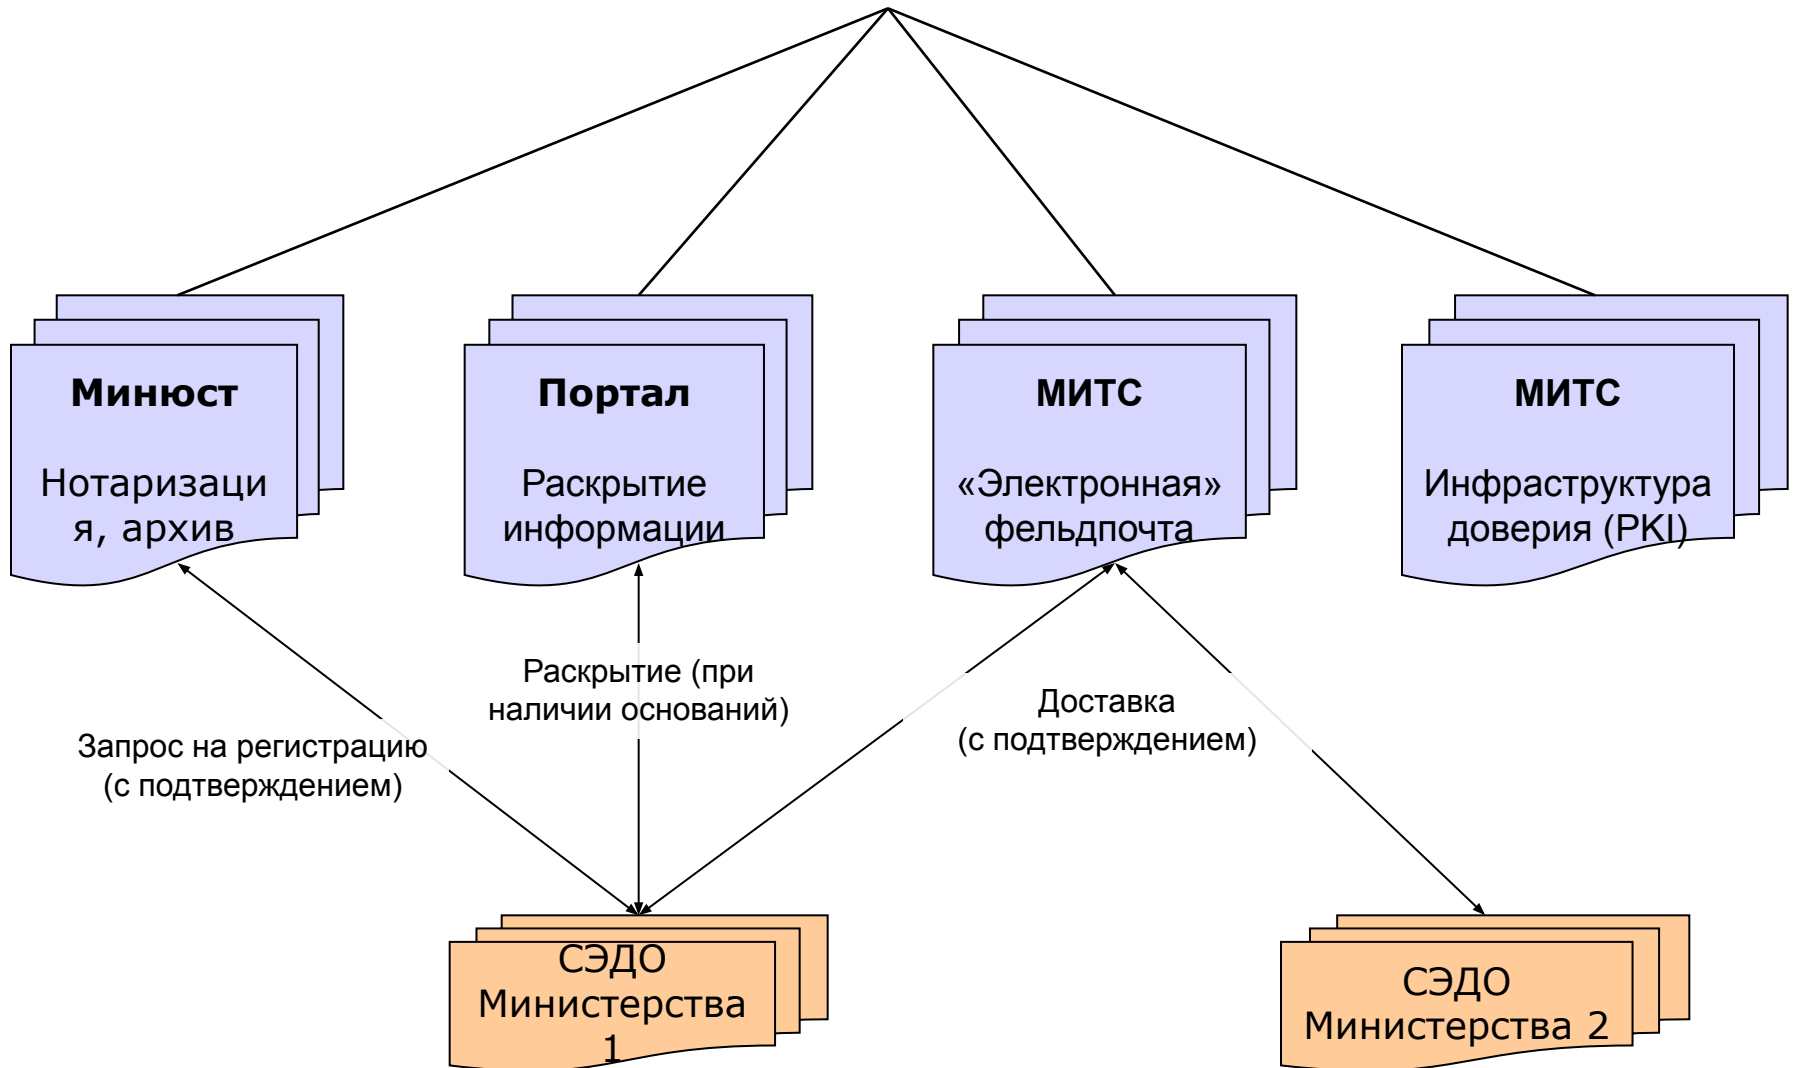 Минюст
Нотаризаци
я, архив
Портал
Раскрытие
информации
МИТС
«Электронная»
фельдпочта
МИТС
Инфраструктура
доверия (PKI)
Раскрытие (при
наличии оснований)
Доставка
(с подтверждением)
Запрос на регистрацию
(с подтверждением)
СЭДО
Министерства
1
СЭДО
Министерства 2